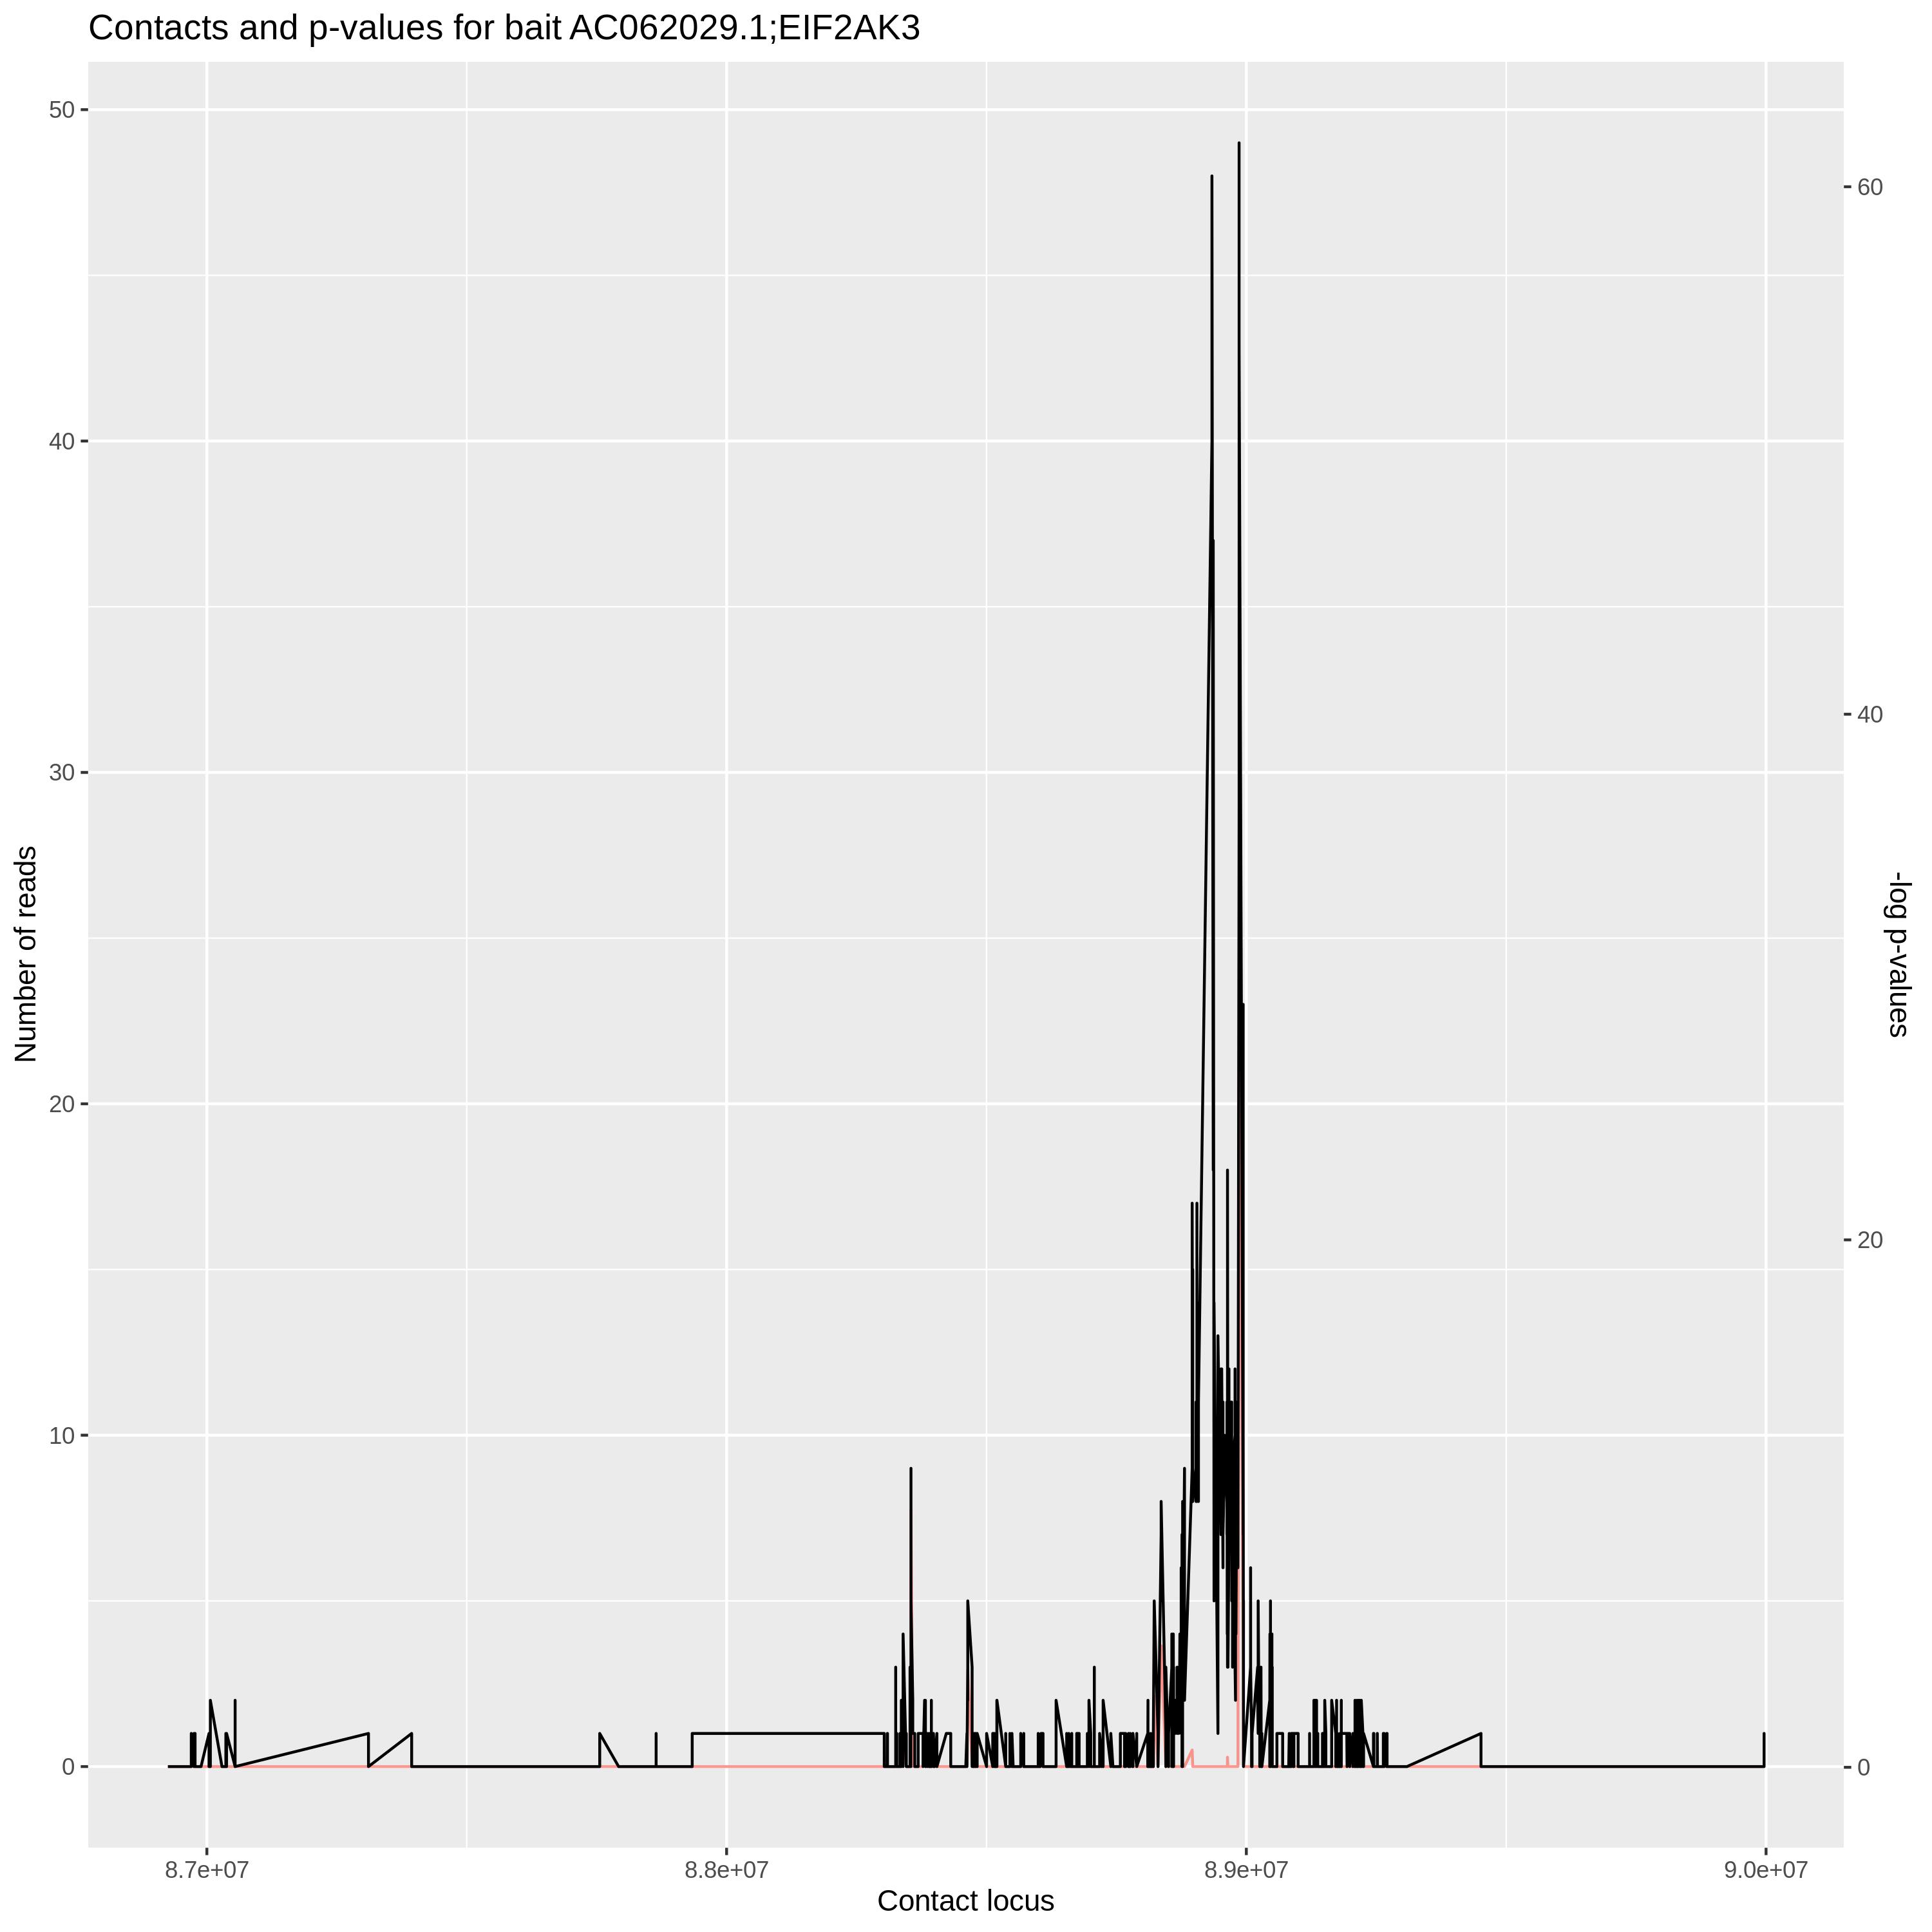 Contacts and p-values for bait AC062029.1;EIF2AK3
50
40
30
20
10
0
Number of reads
60
40
20
0
-log p-values
8.7e+07
8.8e+07
8.9e+07
9.0e+07
Contact locus